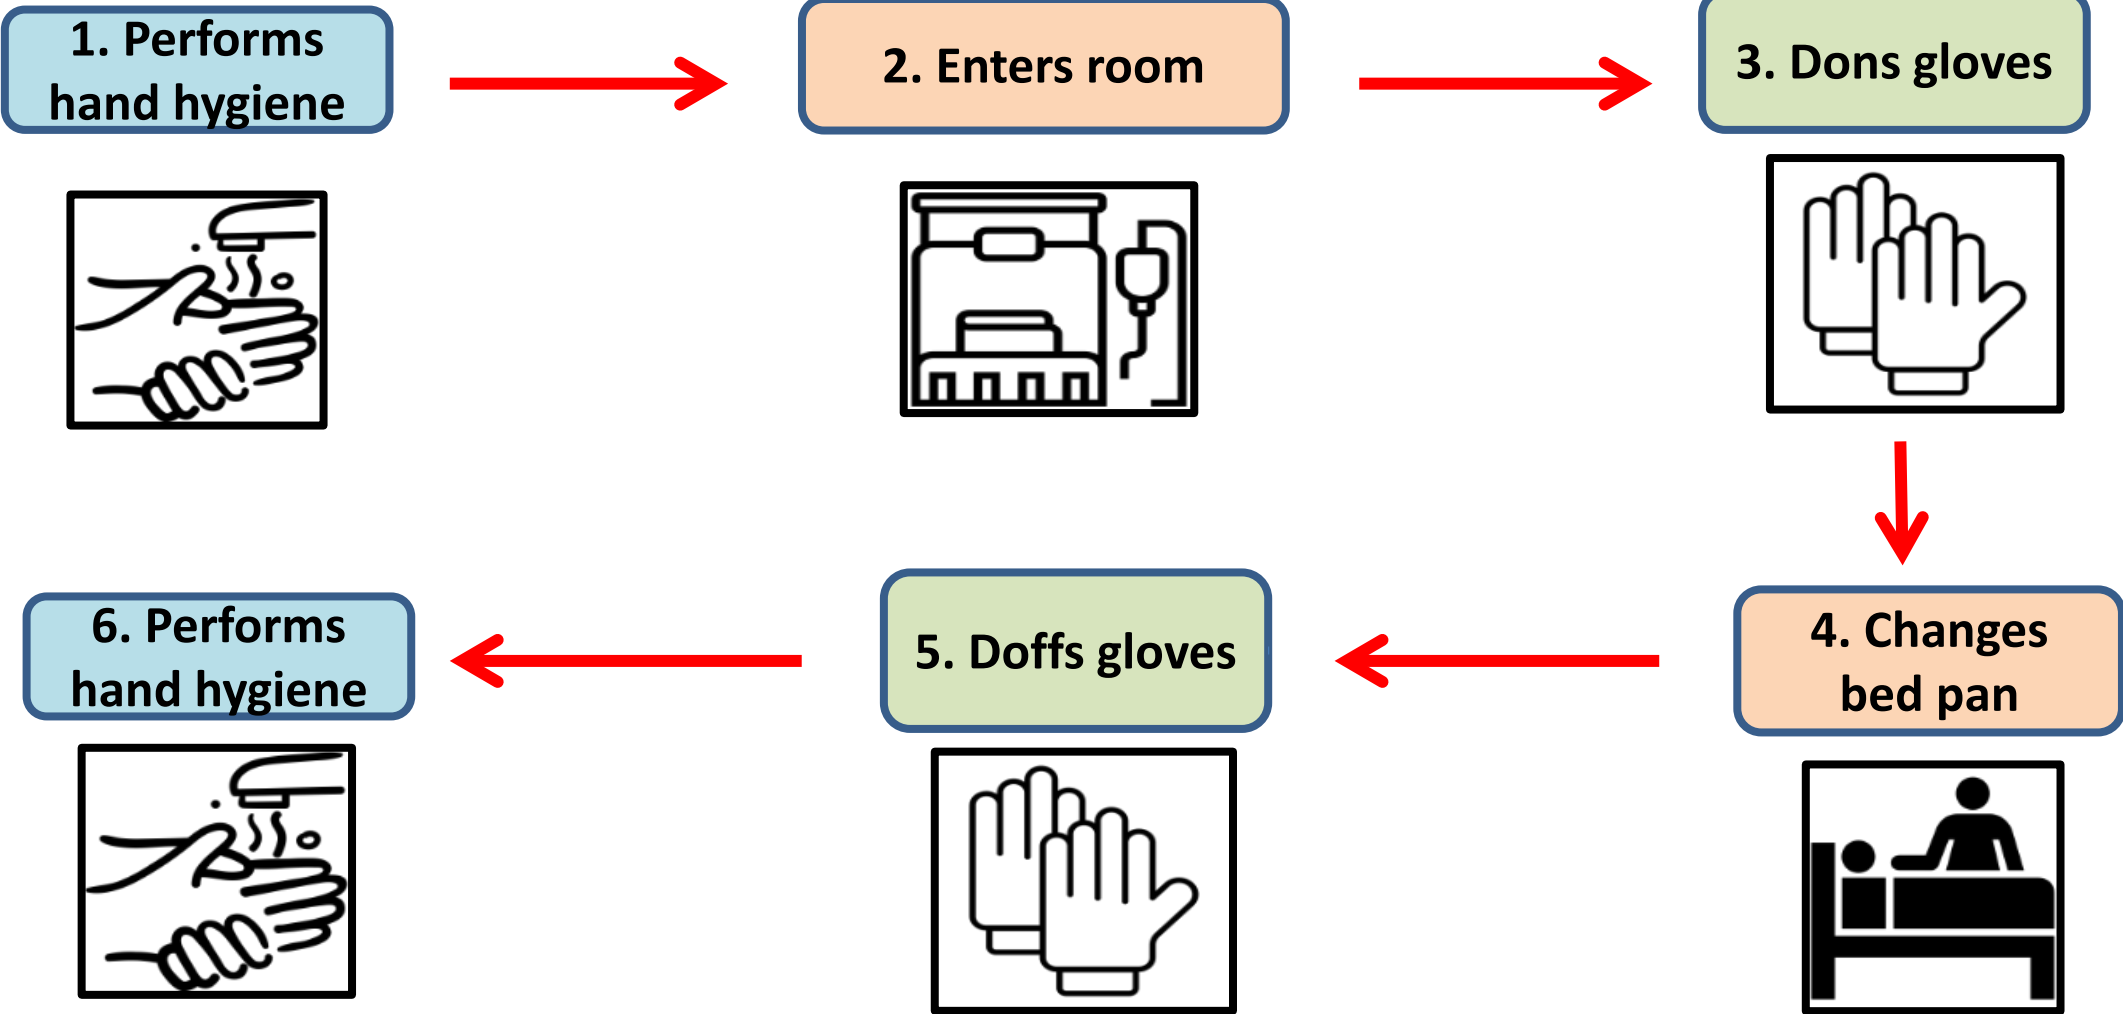 1. Performs
hand hygiene
2. Enters room
3. Dons gloves
4. Changes
bed pan
5. Doffs gloves
6. Performs
hand hygiene